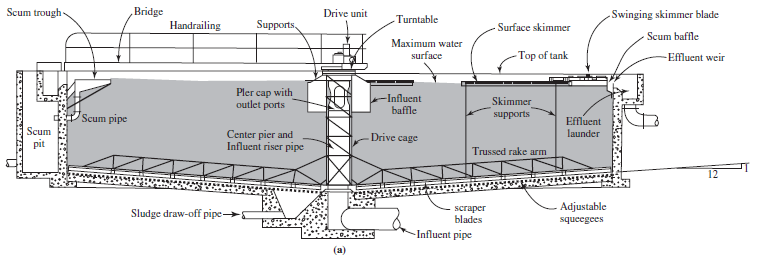 Scum trough
Bridge
Handrailing
Supports
Drive unit
Turntable
Maximum water
surface
Surface skimmer
Top of tank
Swinging skimmer blade
Scum baffle
Effluent weir
Scum
pit
Scum pipe
Pler cap with
outlet ports
Center pier and
Influent riser pipe
Influent
baffle
Drive cage
Skimmer
supports
Effluent
launder
Trussed rake arm
1
12
Sludge draw-off pipe
scraper
blades
Adjustable
squeegees
Influent pipe
(a)